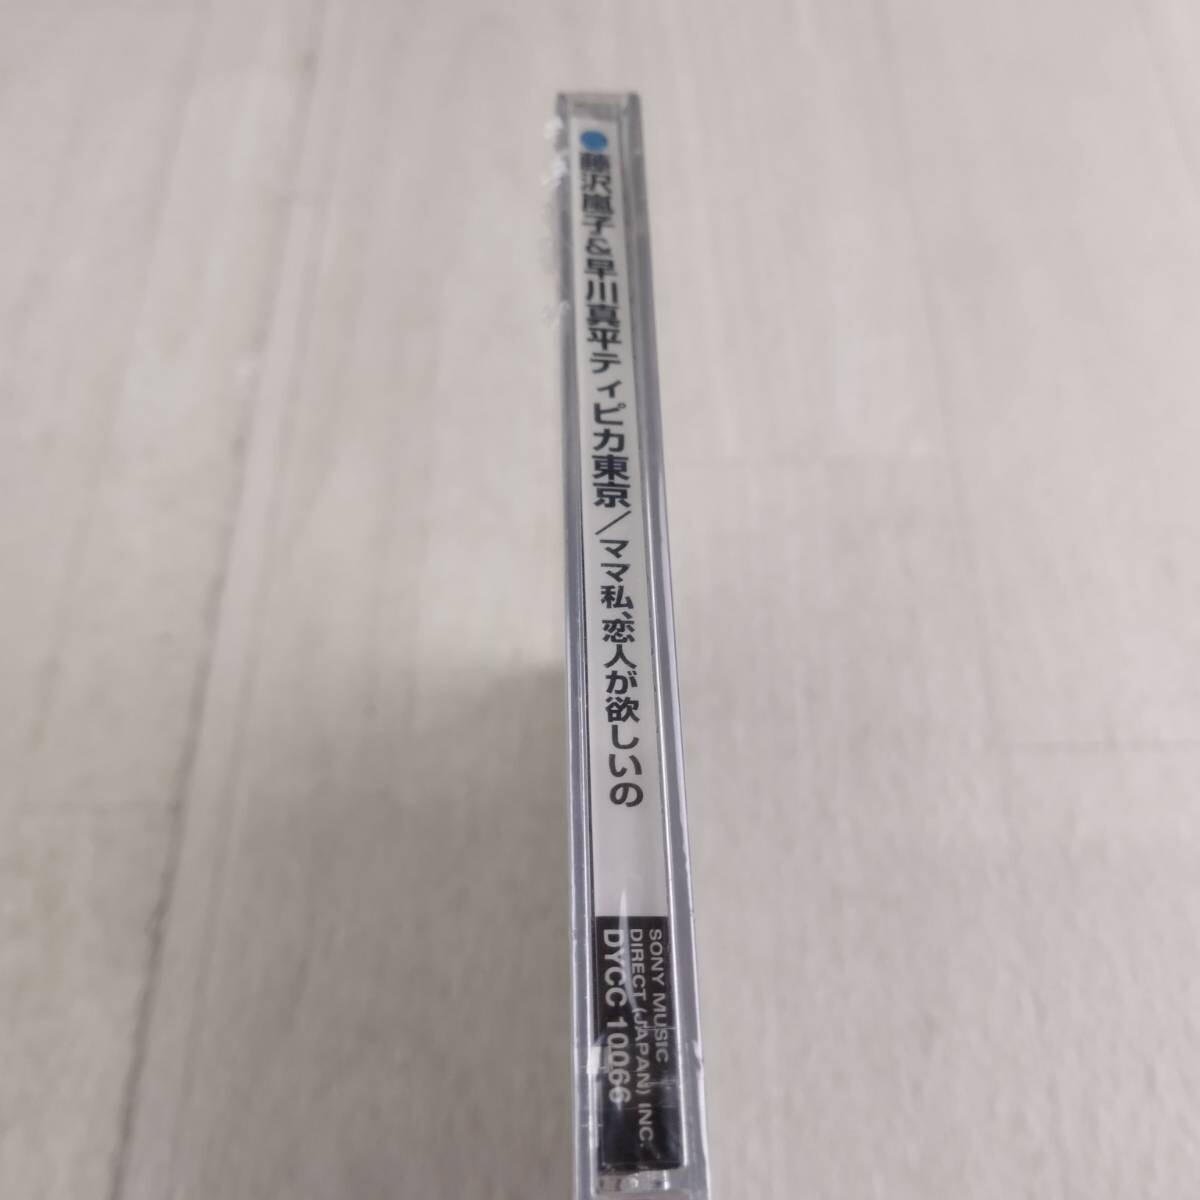 ●藤沢嵐子&早川真平ティピカ東京/ママ私、恋人が欲しいの
SONY MUSIC
DIRECT (JAPAN) INC.
DYCC 10066